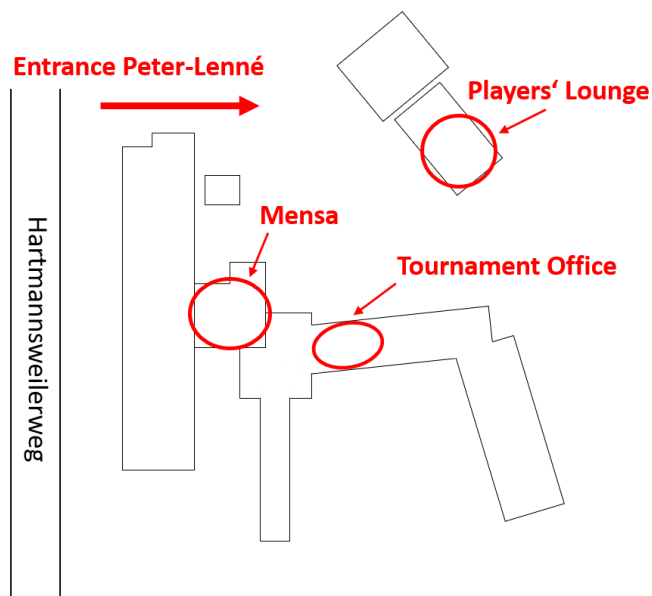 Entrance Peter-Lenné
Players‘ Lounge
Mensa
Tournament Office
Hartmannsweilerweg